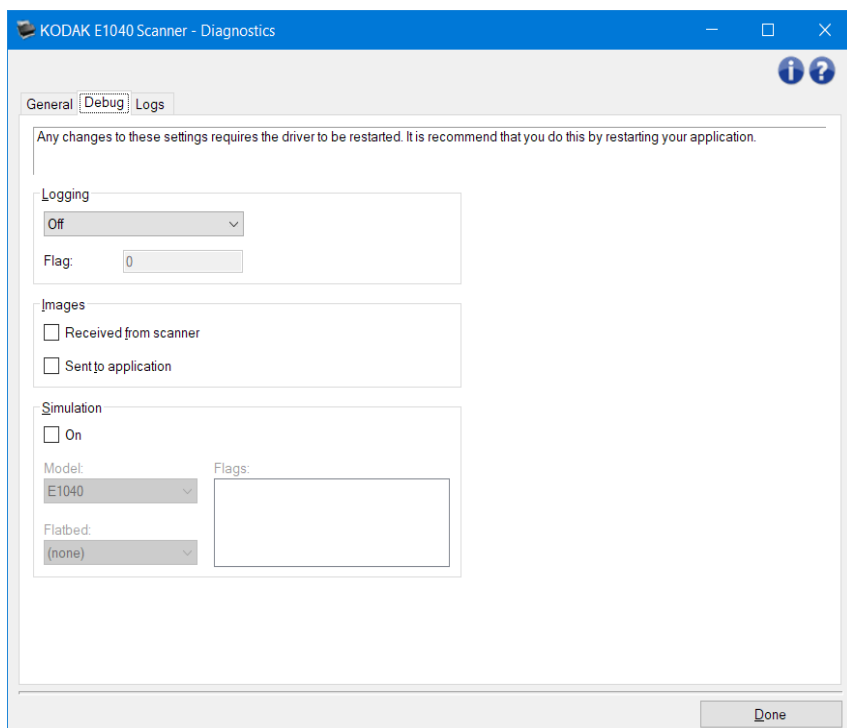 KODAK E1040 Scanner - Diagnostics
General Debug Logs
Any changes to these settings requires the driver to be restarted. It is recommend that you do this by restarting your application.
Logging
Off
Flag: 0
Images
Received from scanner
Sent to application
Simulation
On
Model: Flags:
E1040
Flatbed:
(none)
Done